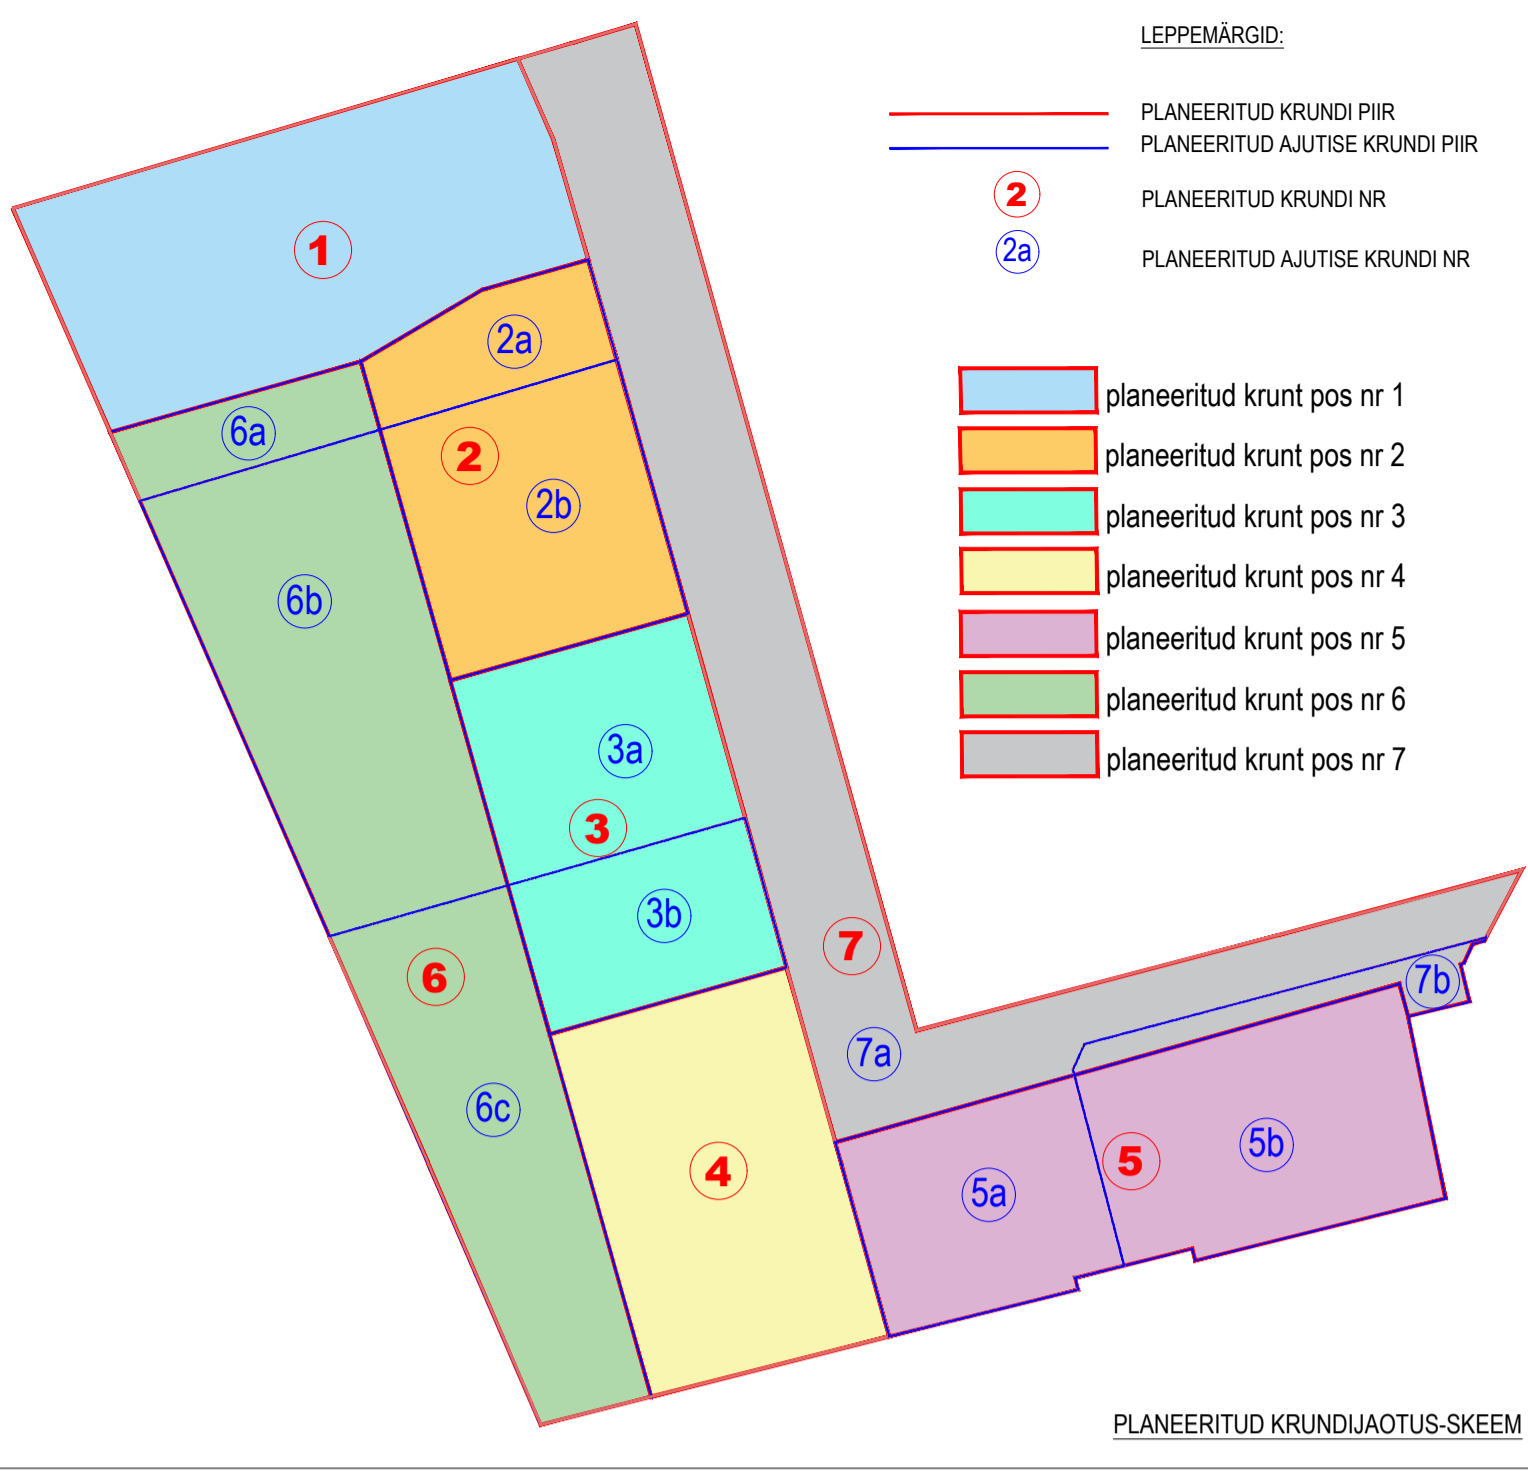 LEPPEMÄRGID:
PLANEERITUD KRUNDI PIIR
PLANEERITUD AJUTISE KRUNDI PIIR
2 PLANEERITUD KRUNDI NR
2a PLANEERITUD AJUTISE KRUNDI NR
planeeritud krunt pos nr 1
planeeritud krunt pos nr 2
planeeritud krunt pos nr 3
planeeritud krunt pos nr 4
planeeritud krunt pos nr 5
planeeritud krunt pos nr 6
planeeritud krunt pos nr 7
1
2a
6a
2
2b
6b
3a
3
3b
7
6
7b
7a
6c
5b
5
4
5a
PLANEERITUD KRUNDIJAOTUS-SKEEM